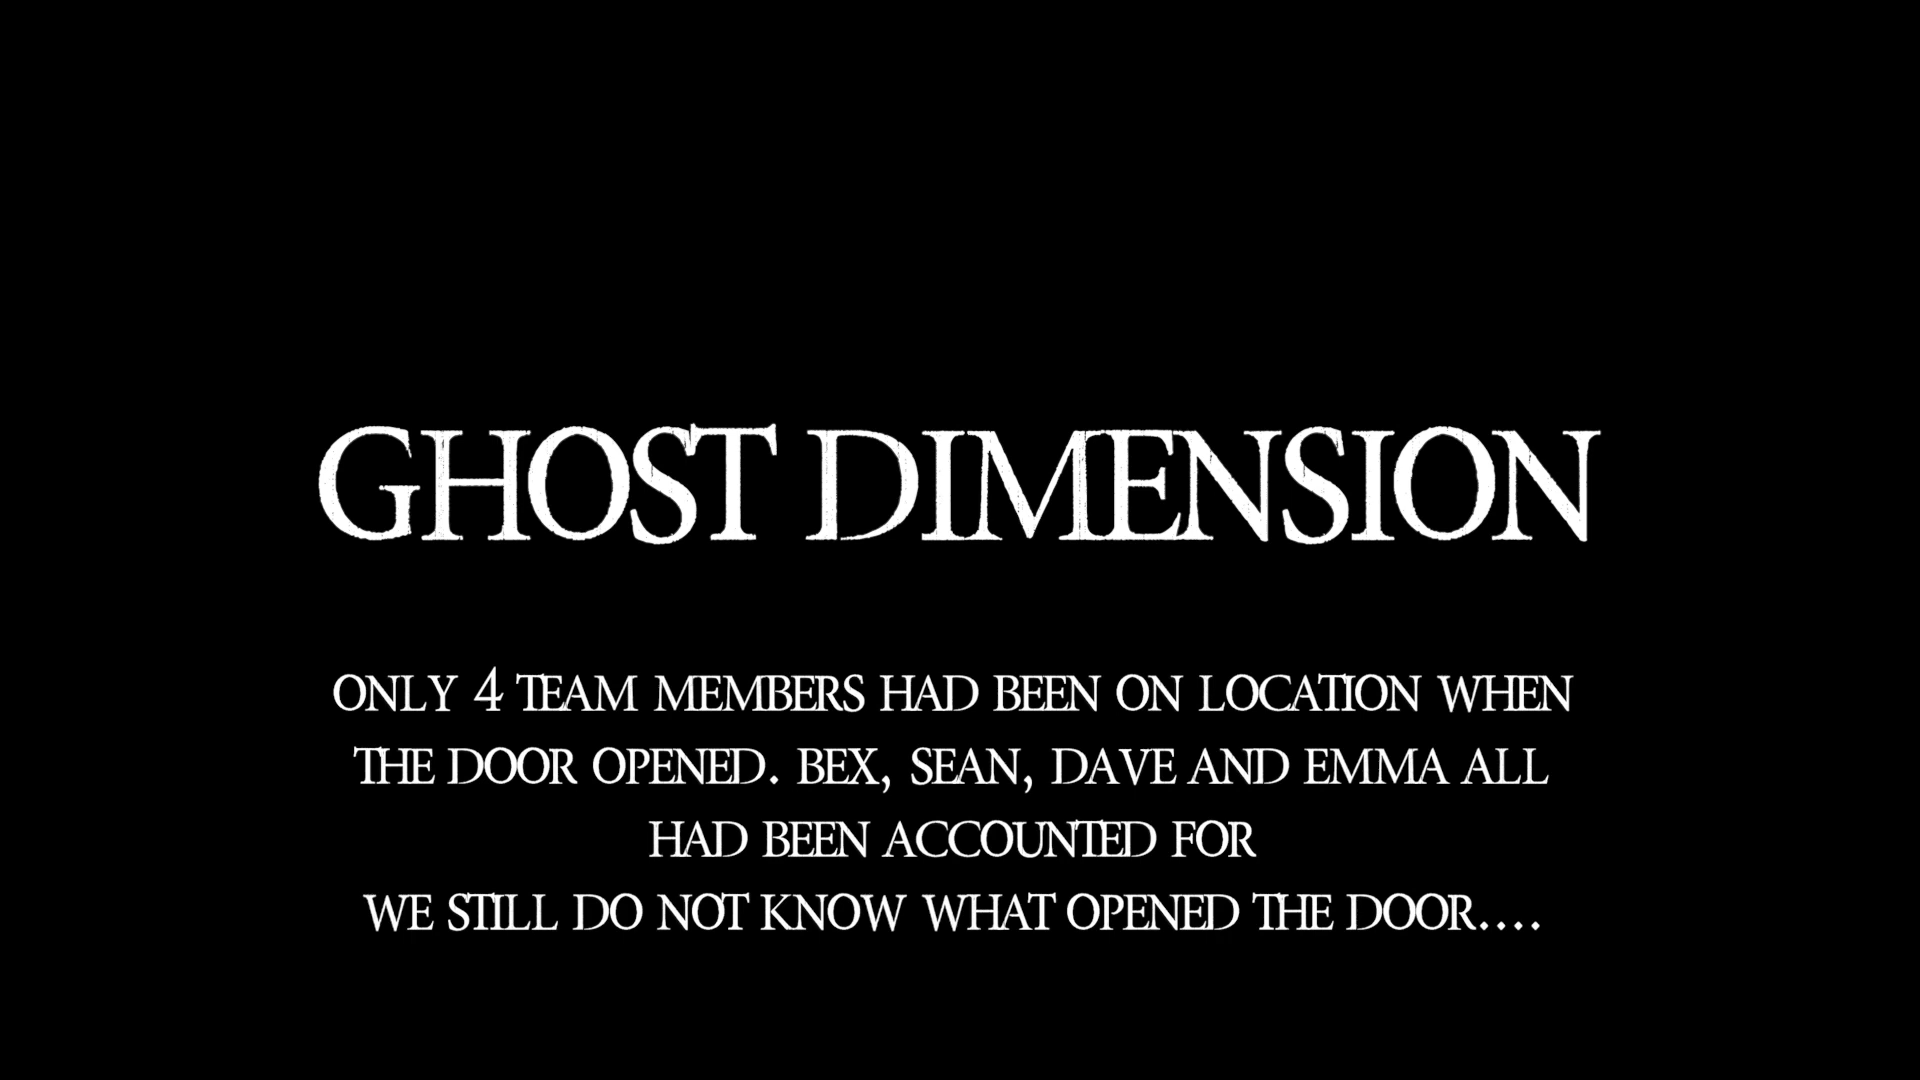 GHOST DIMENSION
ONLY 4 TEAM MEMBERS HAD BEEN ON LOCATION WHEN
THE DOOR OPENED. BEX, SEAN, DAVE AND EMMA ALL
HAD BEEN ACCOUNTED FOR
WE STILL DO NOT KNOW WHAT OPENED THE DOOR....